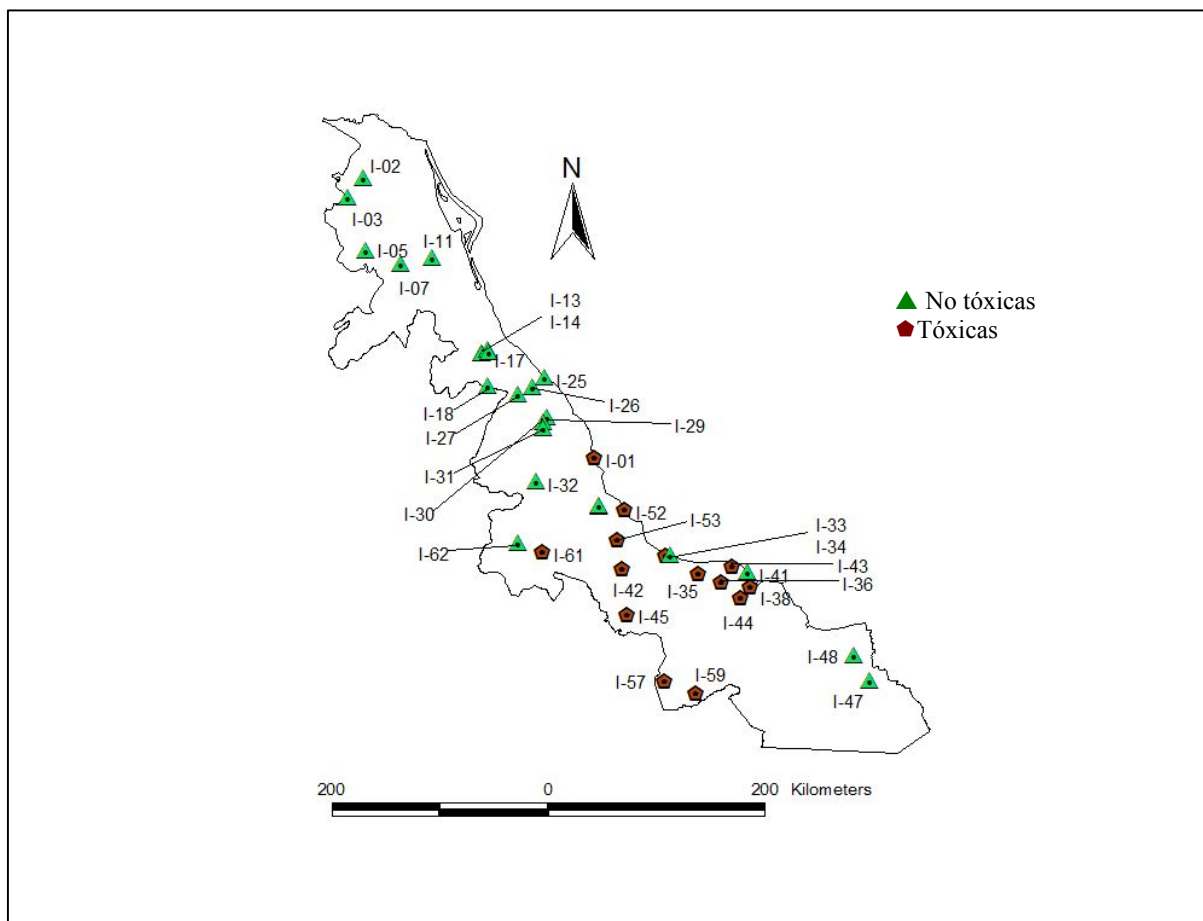 I-02
N
I-03
I-11
I-05
I-07
I-13
No tóxicas
I-14
Tóxicas
I-17
I-25
I-26
I-18
I-29
I-27
I-01
I-31
I-32
I-30
I-52
I-53
I-33
I-34
I-62
I-61
I-43
I-41
I-36
I-42
I-35
I-38
I-45
I-44
I-48
I-57
I-59
I-47
200 0 200 Kilometers